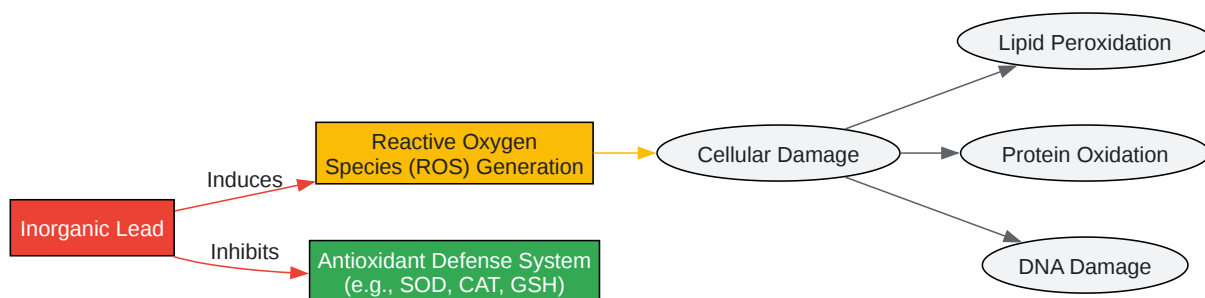 Inorganic Lead
Induces
Inhibits
Reactive Oxygen
Species (ROS) Generation
Antioxidant Defense System
(e.g., SOD, CAT, GSH)
Cellular Damage
Lipid Peroxidation
Protein Oxidation
DNA Damage